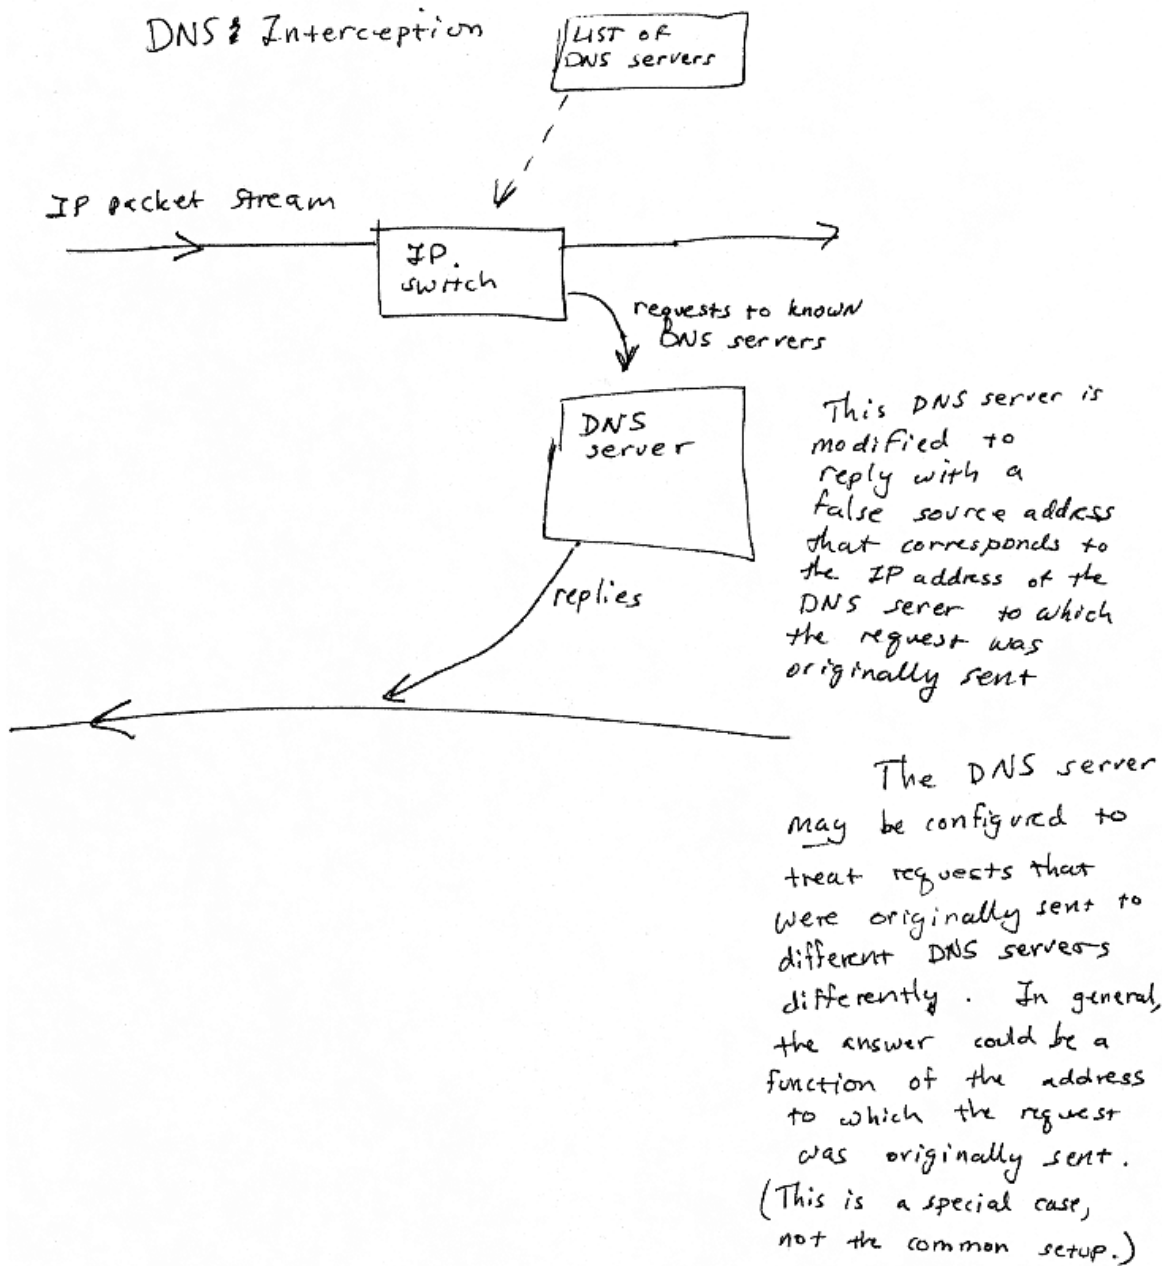 DNS: Interception
LIST OF
DNS servers
IP packet stream
IP.
switch
requests to known
DNS servers
DNS
server
replies
This DNS server is
modified to
reply with a
false source address
that corresponds to
the IP address of the
DNS serer to which
the request was
originally sent
The DNS server
may be configured to
treat requests that
were originally sent to
different DNS servers
differently. In general,
the answer could be a
function of the address
to which the request
was originally sent.
(This is a special case,
not the common setup.)